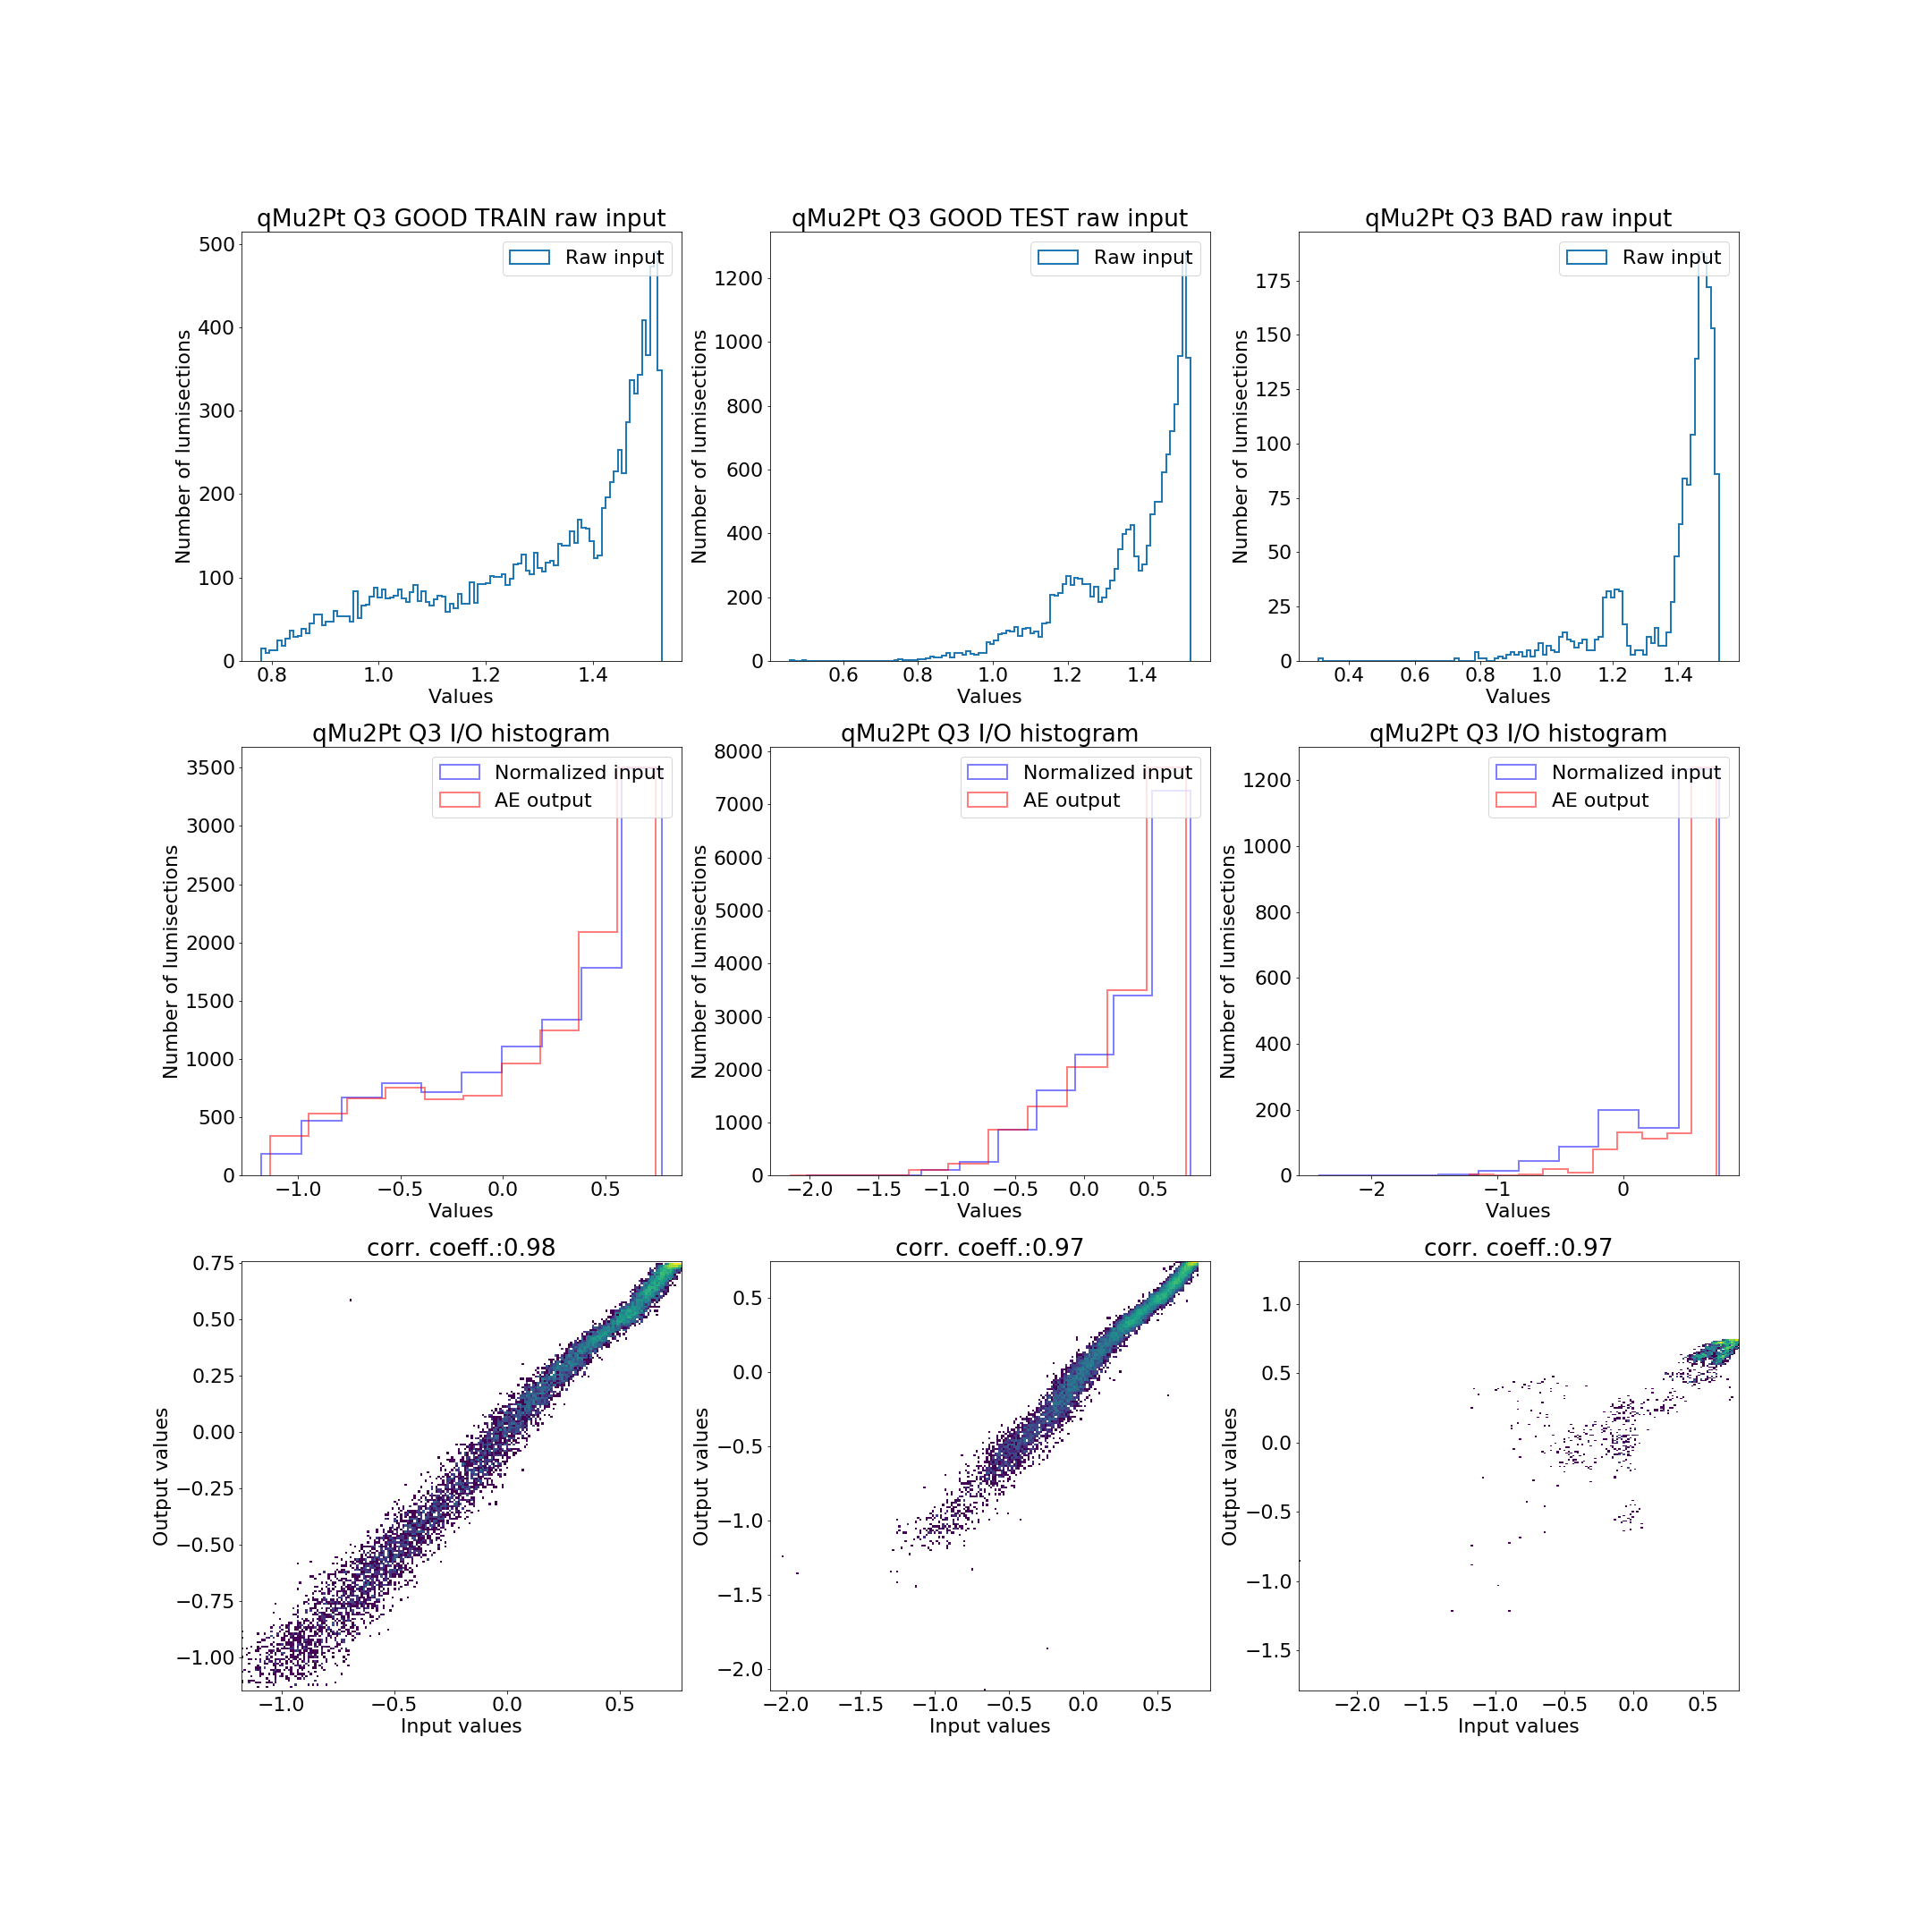 qMu2Pt Q3 GOOD TRAIN raw input
qMu2Pt Q3 GOOD TEST raw input
qMu2Pt Q3 BAD raw input
Raw input
Raw input
Raw input
Number of lumisections
500
400
300
200
100
0
0.8 1.0 1.2 1.4
Values
Number of lumisections
1200
1000
800
600
400
200
0
0.6 0.8 1.0 1.2 1.4
Values
Number of lumisections
175
150
125
100
75
50
25
0
0.4 0.6 0.8 1.0 1.2 1.4
Values
qMu2Pt Q3 I/O histogram
qMu2Pt Q3 I/O histogram
qMu2Pt Q3 I/O histogram
Normalized input
AE output
Normalized input
AE output
Normalized input
AE output
Number of lumisections
3500
3000
2500
2000
1500
1000
500
0
−1.0 −0.5 0.0 0.5
Values
Number of lumisections
8000
7000
6000
5000
4000
3000
2000
1000
0
−2.0 −1.5 −1.0 −0.5 0.0 0.5
Values
Number of lumisections
1200
1000
800
600
400
200
0
−2 −1 0
Values
corr. coeff.:0.98
corr. coeff.:0.97
corr. coeff.:0.97
Output values
0.75
0.50
0.25
0.00
−0.25
−0.50
−0.75
−1.00
−1.0 −0.5 0.0 0.5
Input values
Output values
0.5
0.0
−0.5
−1.0
−1.5
−2.0
−2.0 −1.5 −1.0 −0.5 0.0 0.5
Input values
Output values
1.0
0.5
0.0
−0.5
−1.0
−1.5
−2.0 −1.5 −1.0 −0.5 0.0 0.5
Input values